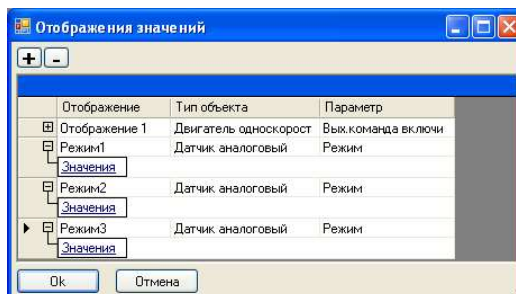 Отображения значений
+ -
Отображение Тип объекта Параметр
Отображение 1 Двигатель односкорост Вых.команда включи
Режим1 Датчик аналоговый Режим
Значения
Режим2 Датчик аналоговый Режим
Значения
Режим3 Датчик аналоговый Режим
Значения
Ok Отмена